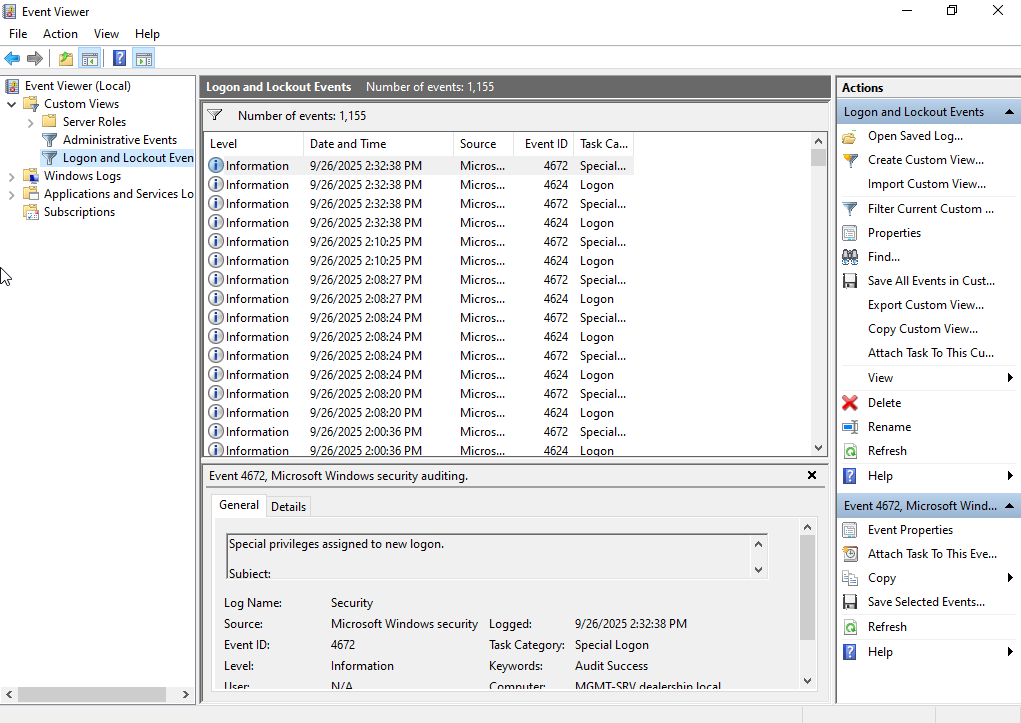 Event Viewer
File Action View Help
Event Viewer (Local)
Custom Views
Server Roles
Administrative Events
Logon and Lockout Even
Windows Logs
Applications and Services Lo
Subscriptions
Logon and Lockout Events Number of events: 1,155
Number of events: 1,155
Level Date and Time Source Event ID Task Ca...
Information 9/26/2025 2:32:38 PM Micros... 4672 Special...
Information 9/26/2025 2:32:38 PM Micros... 4624 Logon
Information 9/26/2025 2:32:38 PM Micros... 4672 Special...
Information 9/26/2025 2:32:38 PM Micros... 4624 Logon
Information 9/26/2025 2:10:25 PM Micros... 4672 Special...
Information 9/26/2025 2:10:25 PM Micros... 4624 Logon
Information 9/26/2025 2:08:27 PM Micros... 4672 Special...
Information 9/26/2025 2:08:27 PM Micros... 4624 Logon
Information 9/26/2025 2:08:24 PM Micros... 4672 Special...
Information 9/26/2025 2:08:24 PM Micros... 4624 Logon
Information 9/26/2025 2:08:24 PM Micros... 4672 Special...
Information 9/26/2025 2:08:24 PM Micros... 4624 Logon
Information 9/26/2025 2:08:20 PM Micros... 4672 Special...
Information 9/26/2025 2:08:20 PM Micros... 4624 Logon
Information 9/26/2025 2:00:36 PM Micros... 4672 Special...
Information 9/26/2025 2:00:36 PM Micros... 4624 Logon
Event 4672, Microsoft Windows security auditing.
General Details
Special privileges assigned to new logon.
Subject:
Log Name: Security
Source: Microsoft Windows security Logged: 9/26/2025 2:32:38 PM
Event ID: 4672 Task Category: Special Logon
Level: Information Keywords: Audit Success
User: N/A Computer: MGMT-SRV.dealership.local
Actions
Logon and Lockout Events
Open Saved Log...
Create Custom View...
Import Custom View...
Filter Current Custom ...
Properties
Find...
Save All Events in Cust...
Export Custom View...
Copy Custom View...
Attach Task To This Cu...
View
Delete
Rename
Refresh
Help
Event 4672, Microsoft Wind...
Event Properties
Attach Task To This Eve...
Copy
Save Selected Events...
Refresh
Help